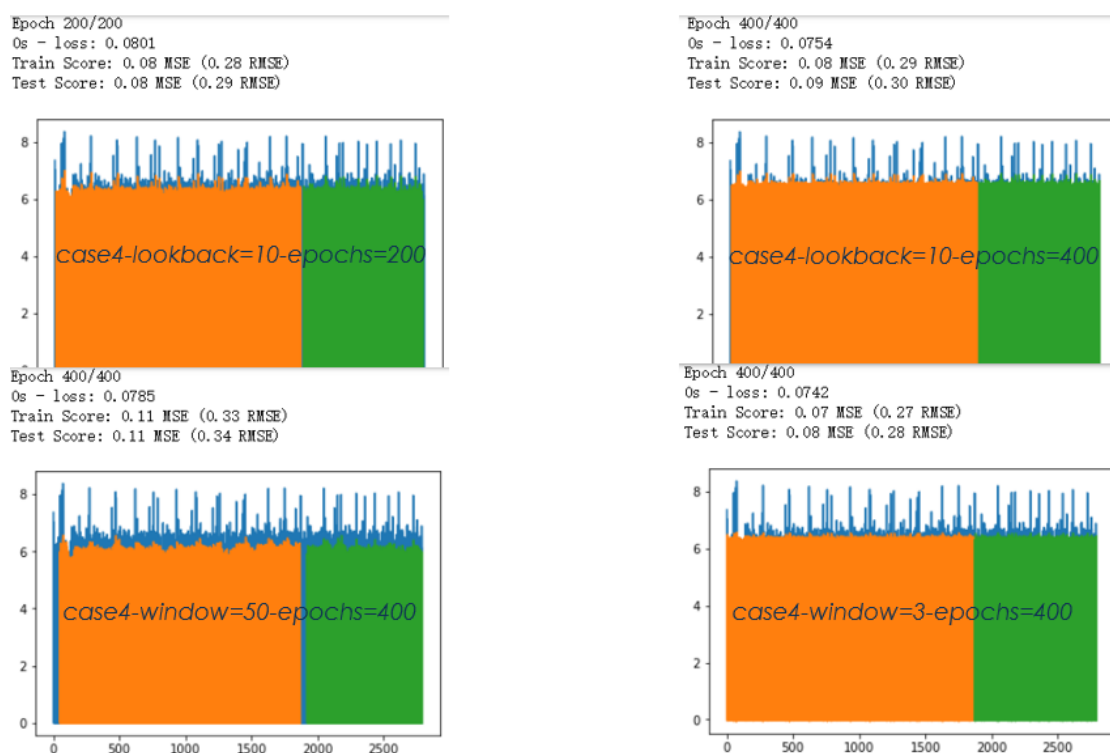 Epoch 200/200
0s - loss: 0.0801
Train Score: 0.08 MSE (0.28 RMSE)
Test Score: 0.08 MSE (0.29 RMSE)
8
6
4
2
case4-lookback=10-epochs=200
Epoch 400/400
0s - loss: 0.0754
Train Score: 0.08 MSE (0.29 RMSE)
Test Score: 0.09 MSE (0.30 RMSE)
8
6
4
2
case4-lookback=10-epochs=400
Epoch 400/400
0s - loss: 0.0785
Train Score: 0.11 MSE (0.33 RMSE)
Test Score: 0.11 MSE (0.34 RMSE)
8
6
4
2
0
case4-window=50-epochs=400
0 500 1000 1500 2000 2500
Epoch 400/400
0s - loss: 0.0742
Train Score: 0.07 MSE (0.27 RMSE)
Test Score: 0.08 MSE (0.28 RMSE)
8
6
4
2
0
case4-window=3-epochs=400
0 500 1000 1500 2000 2500